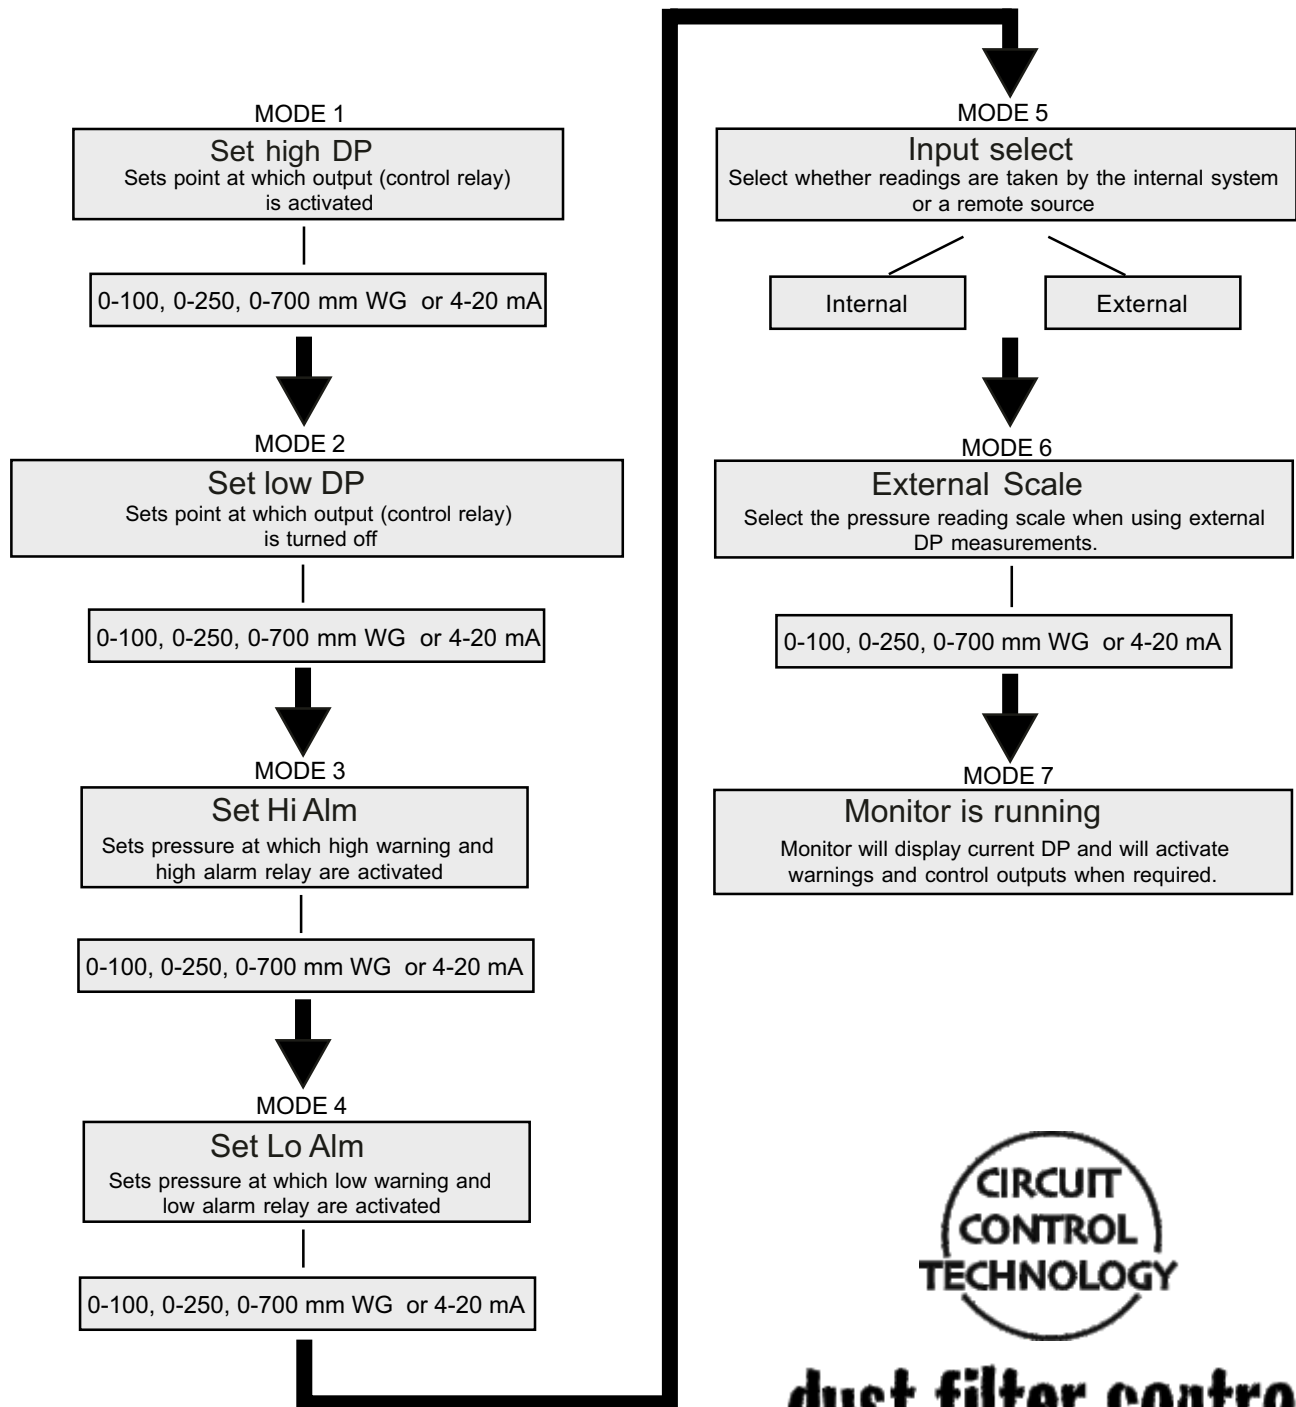 MODE 1
Set high DP
Sets point at which output (control relay)
is activated
0-100, 0-250, 0-700 mm WG or 4-20 mA
MODE 2
Set low DP
Sets point at which output (control relay)
is turned off
0-100, 0-250, 0-700 mm WG or 4-20 mA
MODE 3
Set Hi Alm
Sets pressure at which high warning and
high alarm relay are activated
0-100, 0-250, 0-700 mm WG or 4-20 mA
MODE 4
Set Lo Alm
Sets pressure at which low warning and
low alarm relay are activated
0-100, 0-250, 0-700 mm WG or 4-20 mA
MODE 5
Input select
Select whether readings are taken by the internal system
or a remote source
Internal
External
MODE 6
External Scale
Select the pressure reading scale when using external
DP measurements.
0-100, 0-250, 0-700 mm WG or 4-20 mA
MODE 7
Monitor is running
Monitor will display current DP and will activate
warnings and control outputs when required.
CIRCUIT
CONTROL
TECHNOLOGY
dust filter